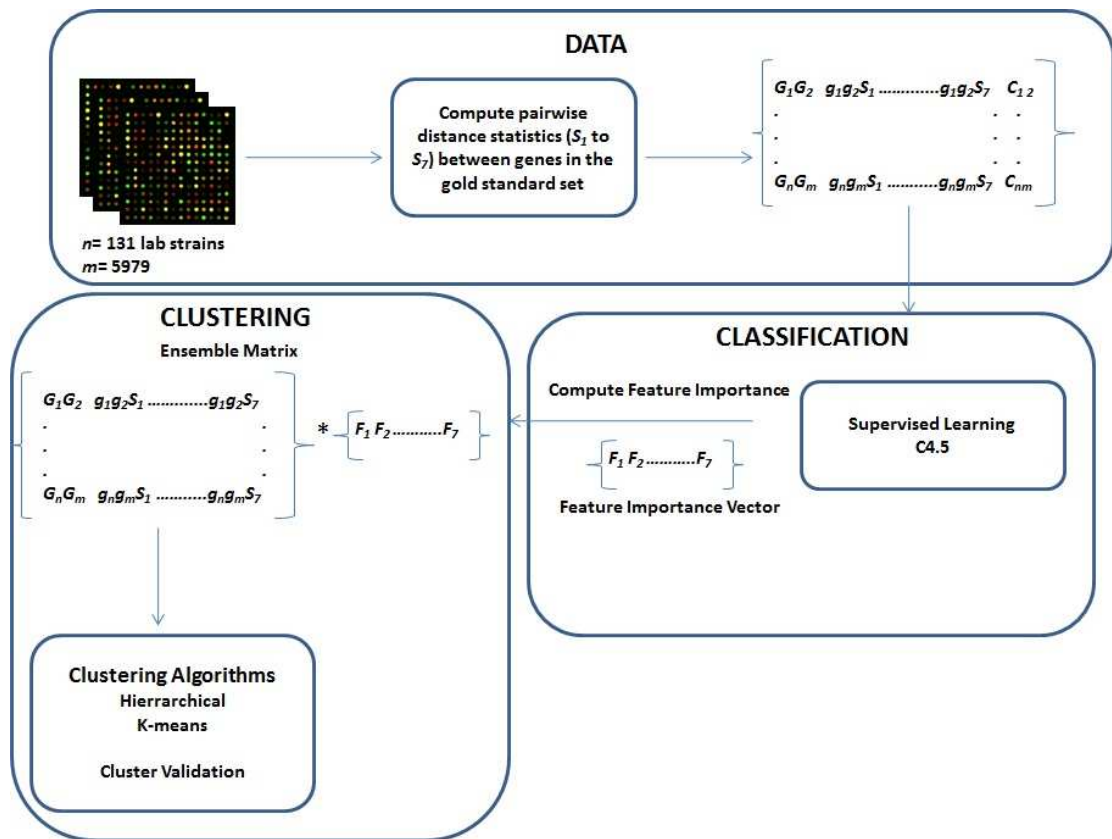 DATA
n= 131 lab strains
m= 5979
Compute pairwise
distance statistics (S₁ to
S₇) between genes in the
gold standard set
G₁G₂ g₁g₂S₁ .............g₁g₂S₇ C₁ ₂
. . .
. . .
. . .
GₙGₘ gₙgₘS₁ ...........gₙgₘS₇ Cₙₘ
CLASSIFICATION
Compute Feature Importance
{F₁ F₂ ...........F₇}
Feature Importance Vector
Supervised Learning
C4.5
CLUSTERING
Ensemble Matrix
G₁G₂ g₁g₂S₁ .............g₁g₂S₇
. .
. .
. .
GₙGₘ gₙgₘS₁ .............gₙgₘS₇
* {F₁ F₂ ...........F₇}
Clustering Algorithms
Hierrarchical
K-means
Cluster Validation